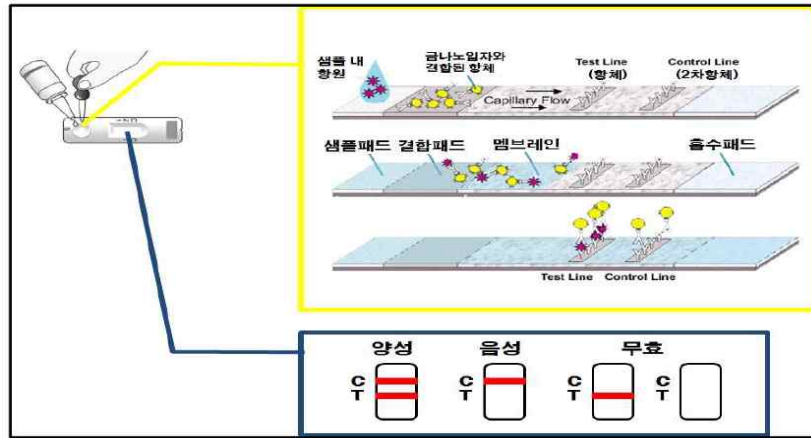 샘플 내
항원
금나노입자와
결합된 항체
Test Line
(항체)
Control Line
(2차항체)
Capillary Flow
샘플패드 결합패드 멤브레인 흡수패드
Test Line Control Line
양성 음성 무효
C C C C
T T T T